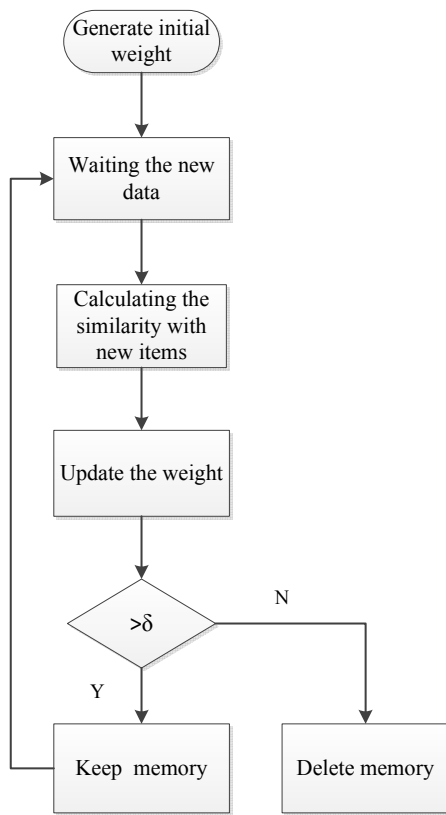 Generate initial
weight
Waiting the new
data
Calculating the
similarity with
new items
Update the weight
>δ
N
Y
Keep memory
Delete memory